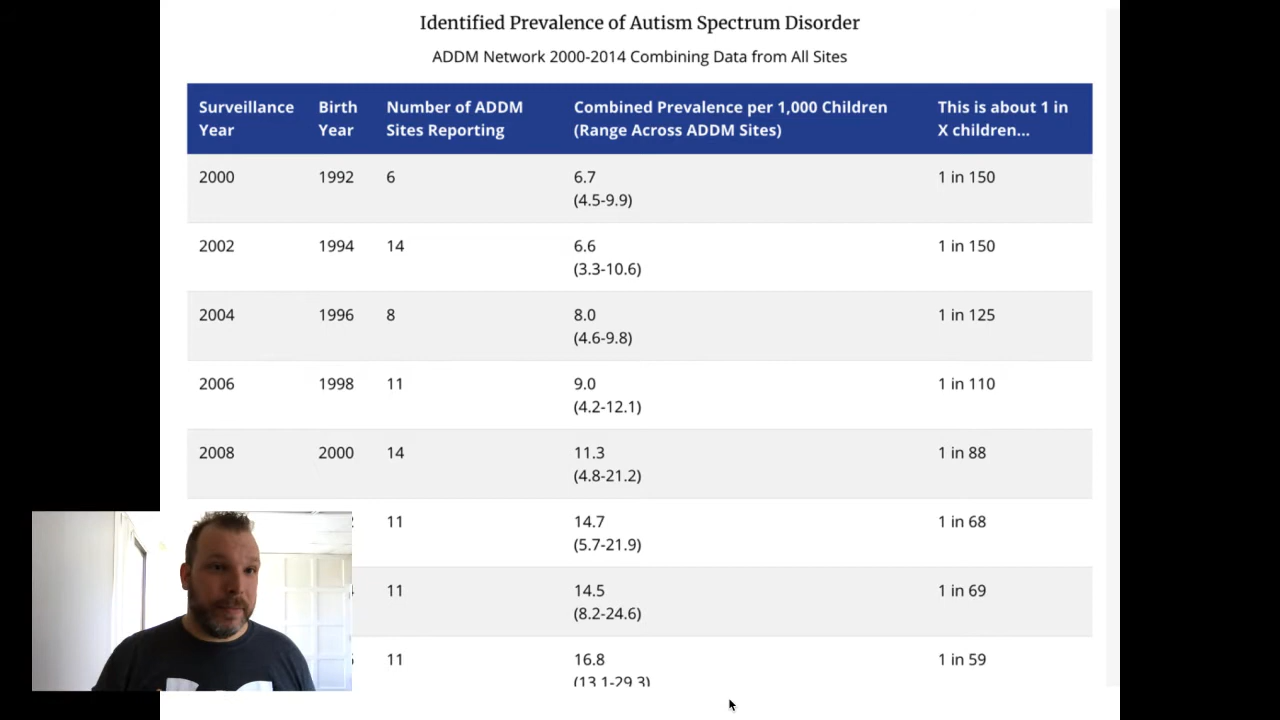 Identified Prevalence of Autism Spectrum Disorder
ADDM Network 2000-2014 Combining Data from All Sites
Surveillance Year
Birth Year
Number of ADDM Sites Reporting
Combined Prevalence per 1,000 Children (Range Across ADDM Sites)
This is about 1 in X children...
2000 1992 6 6.7 1 in 150
(4.5-9.9)
2002 1994 14 6.6 1 in 150
(3.3-10.6)
2004 1996 8 8.0 1 in 125
(4.6-9.8)
2006 1998 11 9.0 1 in 110
(4.2-12.1)
2008 2000 14 11.3 1 in 88
(4.8-21.2)
11 14.7 1 in 68
(5.7-21.9)
11 14.5 1 in 69
(8.2-24.6)
11 16.8 1 in 59
(13.1-29.3)